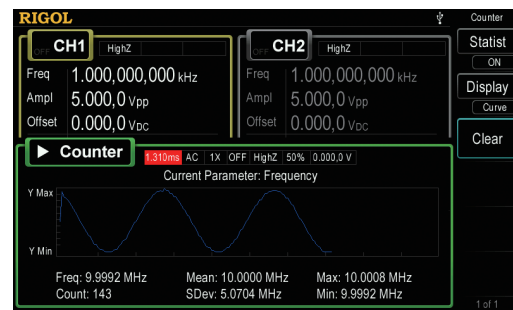 RIGOL
Counter
OFF CH1 HighZ
Freq 1.000,000,000 kHz
Ampl 5.000,0 Vpp
Offset 0.000,0 VDC
OFF CH2 HighZ
Freq 1.000,000,000 kHz
Ampl 5.000,0 Vpp
Offset 0.000,0 VDC
Statist
ON
Display
Curve
Clear
Counter 1.310ms AC 1X OFF HighZ 50% 0.000,0 V
Current Parameter: Frequency
Y Max
Y Min
Freq: 9.9992 MHz Mean: 10.0000 MHz Max: 10.0008 MHz
Count: 143 SDev: 5.0704 MHz Min: 9.9992 MHz
1 of 1